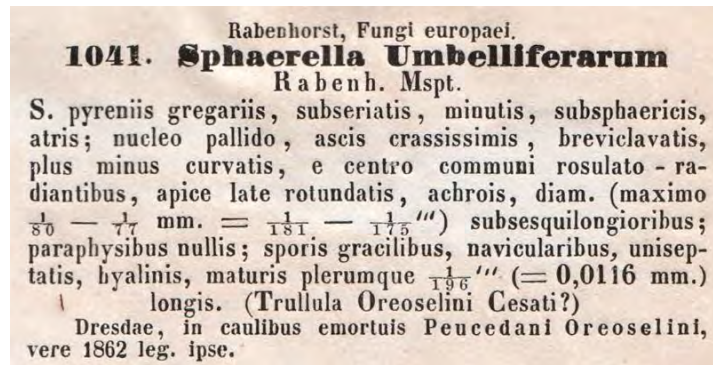 Rabenhorst, Fungi europaei.
1041. Sphaerella Umbelliferarum
Rabenh. Mspt.
S. pyreniis gregariis, subseriatis, minutis, subsphaericis,
atris; nucleo pallido, ascis crassissimis, breviclavatis,
plus minus curvatis, e centro communi rosulato-ra-
diantibus, apice late rotundatis, achrois, diam. (maximo
1/80 — 1/77 mm. = 1/181 — 1/175''') subsesquilongioribus;
paraphysibus nullis; sporis gracilibus, navicularibus, unisep-
tatis, hyalinis, maturis plerumque 1/196''' (= 0,0116 mm.)
longis. (Trullula Oreoselini Cesati?)
Dresdae, in caulibus emortuis Peucedani Oreoselini,
vere 1862 leg. ipse.